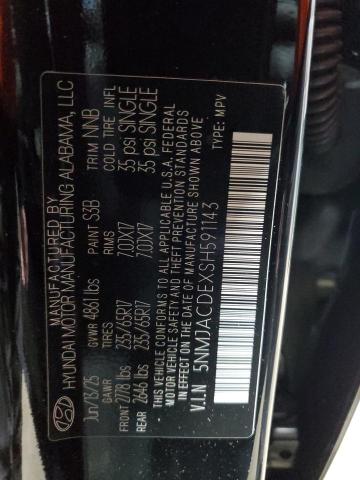 MANUFACTURED BY
HYUNDAI MOTOR MANUFACTURING ALABAMA, LLC
Jun/13/25 GVWR 4861 lbs PAINT S3B TRIM NNB
TIRES RIMS COLD TIRE INFL
FRONT 2778 lbs 235/65R17 7.0JX17 35 psi SINGLE
REAR 2646 lbs 235/65R17 7.0JX17 35 psi SINGLE
THIS VEHICLE CONFORMS TO ALL APPLICABLE U.S.A. FEDERAL
MOTOR VEHICLE SAFETY AND THEFT PREVENTION STANDARDS
IN EFFECT ON THE DATE OF MANUFACTURE SHOWN ABOVE
V.I.N 5NMJACDEXSH591143 TYPE: MPV